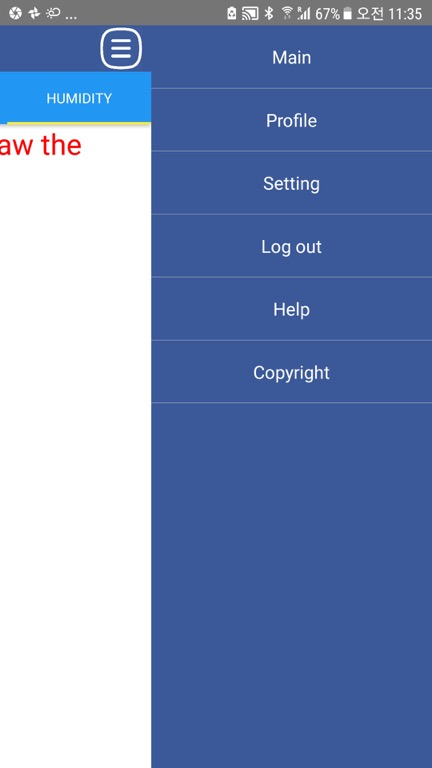 ... 67% 오전 11:35
HUMIDITY
aw the
Main
Profile
Setting
Log out
Help
Copyright